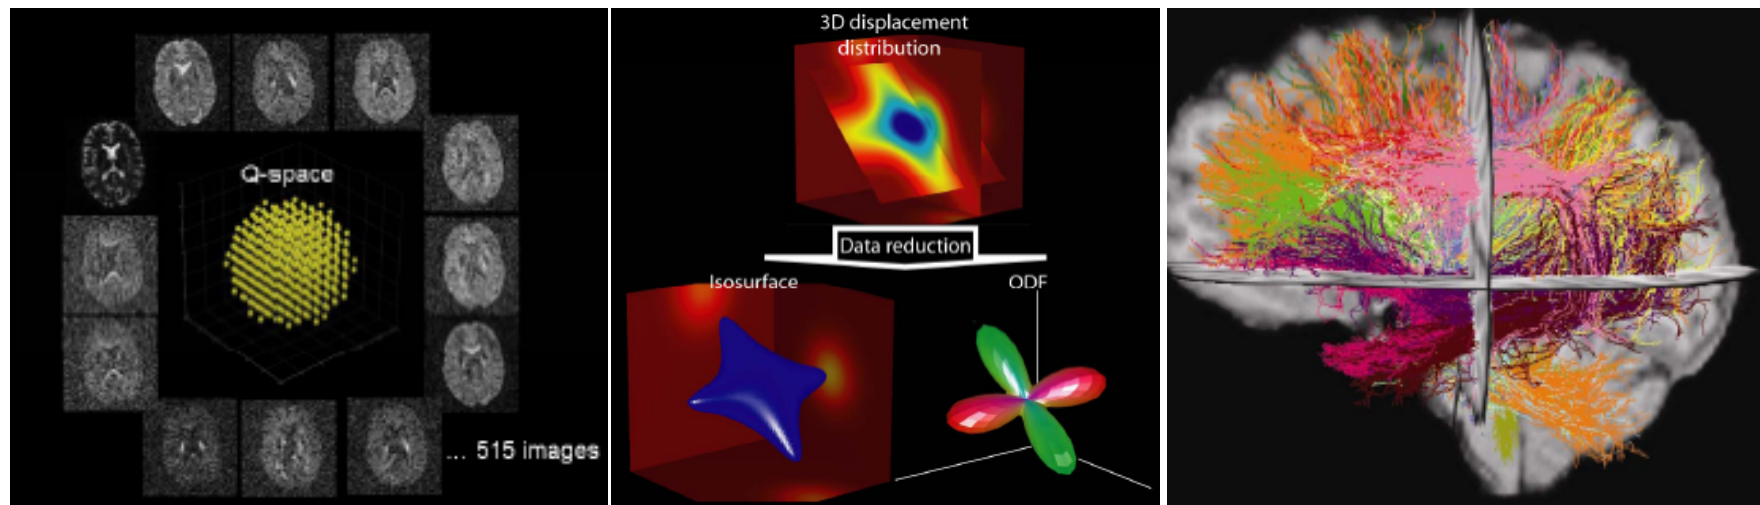 Q-space
... 515 images
3D displacement
distribution
Data reduction
Isosurface
ODF